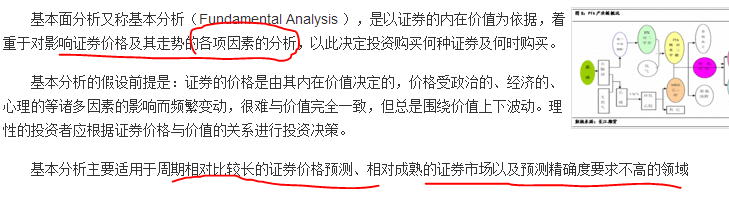 基本面分析又称基本分析（Fundamental Analysis ），是以证券的内在价值为依据，着
重于对影响证券价格及其走势的各项因素的分析，以此决定投资购买何种证券及何时购买。
基本分析的假设前提是：证券的价格是由其内在价值决定的，价格受政治的、经济的、
心理的等诸多因素的影响而频繁变动，很难与价值完全一致，但总是围绕价值上下波动。理
性的投资者应根据证券价格与价值的关系进行投资决策。
基本分析主要适用于周期相对比较长的证券价格预测、相对成熟的证券市场以及预测精确度要求不高的领域